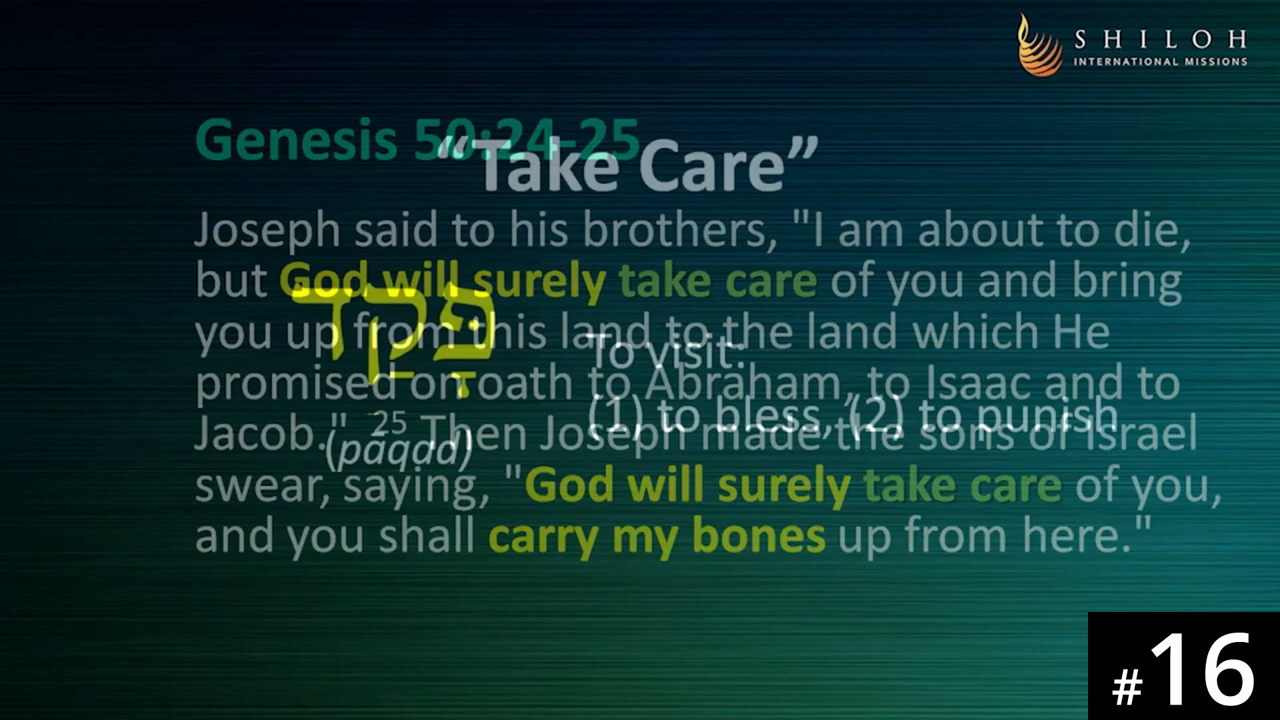 SHILOH
INTERNATIONAL MISSIONS
Genesis 50:24-25
“Take Care”
Joseph said to his brothers, "I am about to die,
but God will surely take care of you and bring
you up from this land to the land which He
promised on oath to Abraham, to Isaac and to
Jacob." 25 Then Joseph made the sons of Israel
swear, saying, "God will surely take care of you,
and you shall carry my bones up from here."
פָּקַד
(pāqad)
To visit:
(1) to bless, (2) to punish
#16